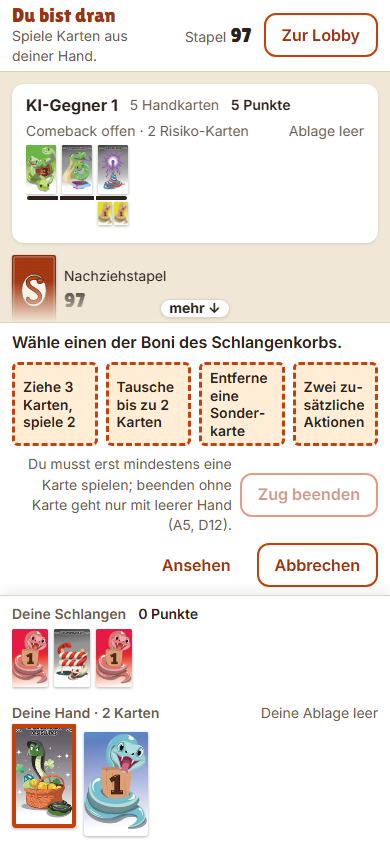 Du bist dran
Spiele Karten aus
deiner Hand.
Stapel 97
Zur Lobby
KI-Gegner 1 5 Handkarten 5 Punkte
Comeback offen · 2 Risiko-Karten Ablage leer
1 1
S
Nachziehstapel
97
mehr ↓
Wähle einen der Boni des Schlangenkorbs.
Ziehe 3
Karten,
spiele 2
Tausche
bis zu 2
Karten
Entferne
eine
Sonder-
karte
Zwei zu-
sätzliche
Aktionen
Du musst erst mindestens eine
Karte spielen; beenden ohne
Karte geht nur mit leerer Hand
(A5, D12).
Zug beenden
Ansehen
Abbrechen
Deine Schlangen 0 Punkte
1
1
Deine Hand · 2 Karten Deine Ablage leer
1